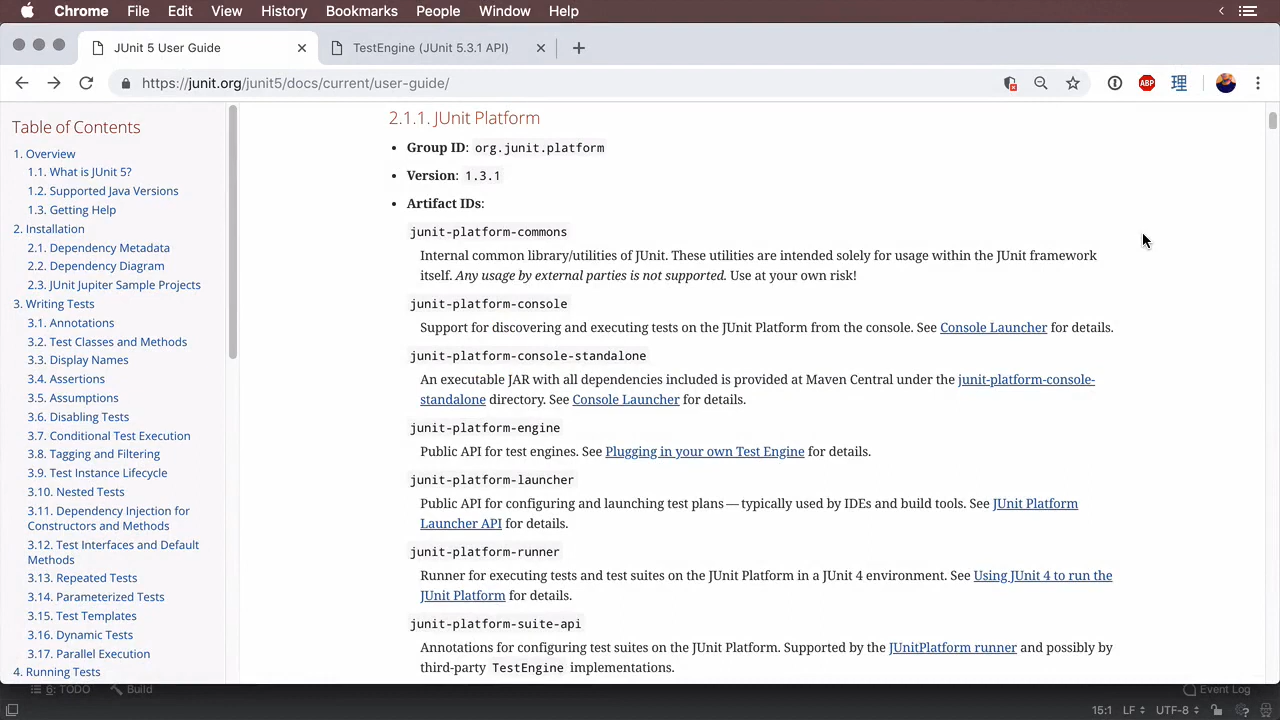 Chrome File Edit View History Bookmarks People Window Help
JUnit 5 User Guide
TestEngine (JUnit 5.3.1 API)
https://junit.org/junit5/docs/current/user-guide/
ABP
理
Table of Contents
1. Overview
1.1. What is JUnit 5?
1.2. Supported Java Versions
1.3. Getting Help
2. Installation
2.1. Dependency Metadata
2.2. Dependency Diagram
2.3. JUnit Jupiter Sample Projects
3. Writing Tests
3.1. Annotations
3.2. Test Classes and Methods
3.3. Display Names
3.4. Assertions
3.5. Assumptions
3.6. Disabling Tests
3.7. Conditional Test Execution
3.8. Tagging and Filtering
3.9. Test Instance Lifecycle
3.10. Nested Tests
3.11. Dependency Injection for
Constructors and Methods
3.12. Test Interfaces and Default
Methods
3.13. Repeated Tests
3.14. Parameterized Tests
3.15. Test Templates
3.16. Dynamic Tests
3.17. Parallel Execution
4. Running Tests
2.1.1. JUnit Platform
• Group ID: org.junit.platform
• Version: 1.3.1
• Artifact IDs:
junit-platform-commons
Internal common library/utilities of JUnit. These utilities are intended solely for usage within the JUnit framework
itself. Any usage by external parties is not supported. Use at your own risk!
junit-platform-console
Support for discovering and executing tests on the JUnit Platform from the console. See Console Launcher for details.
junit-platform-console-standalone
An executable JAR with all dependencies included is provided at Maven Central under the junit-platform-console-
standalone directory. See Console Launcher for details.
junit-platform-engine
Public API for test engines. See Plugging in your own Test Engine for details.
junit-platform-launcher
Public API for configuring and launching test plans — typically used by IDEs and build tools. See JUnit Platform
Launcher API for details.
junit-platform-runner
Runner for executing tests and test suites on the JUnit Platform in a JUnit 4 environment. See Using JUnit 4 to run the
JUnit Platform for details.
junit-platform-suite-api
Annotations for configuring test suites on the JUnit Platform. Supported by the JUnitPlatform runner and possibly by
third-party TestEngine implementations.
6: TODO Build Event Log
15:1 LF UTF-8